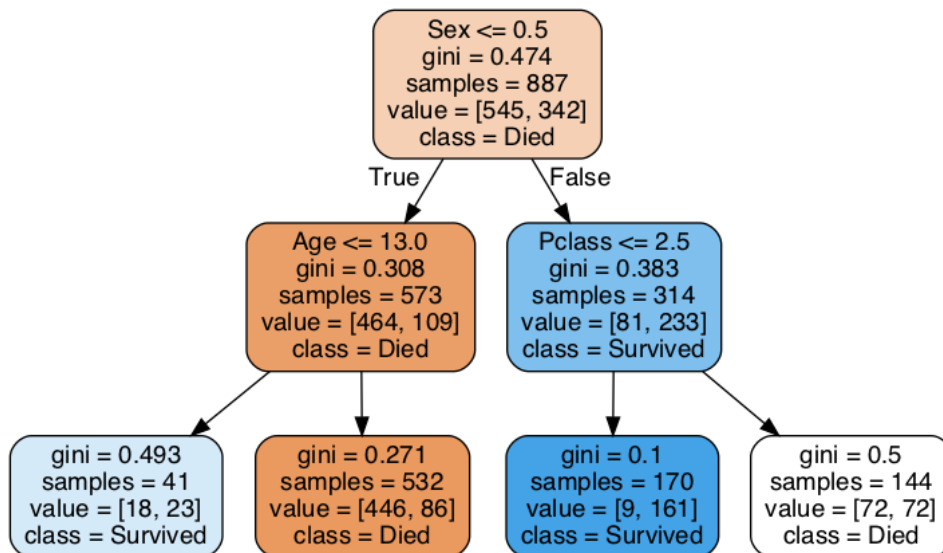 Sex <= 0.5
gini = 0.474
samples = 887
value = [545, 342]
class = Died
True
False
Age <= 13.0
gini = 0.308
samples = 573
value = [464, 109]
class = Died
Pclass <= 2.5
gini = 0.383
samples = 314
value = [81, 233]
class = Survived
gini = 0.493
samples = 41
value = [18, 23]
class = Survived
gini = 0.271
samples = 532
value = [446, 86]
class = Died
gini = 0.1
samples = 170
value = [9, 161]
class = Survived
gini = 0.5
samples = 144
value = [72, 72]
class = Died